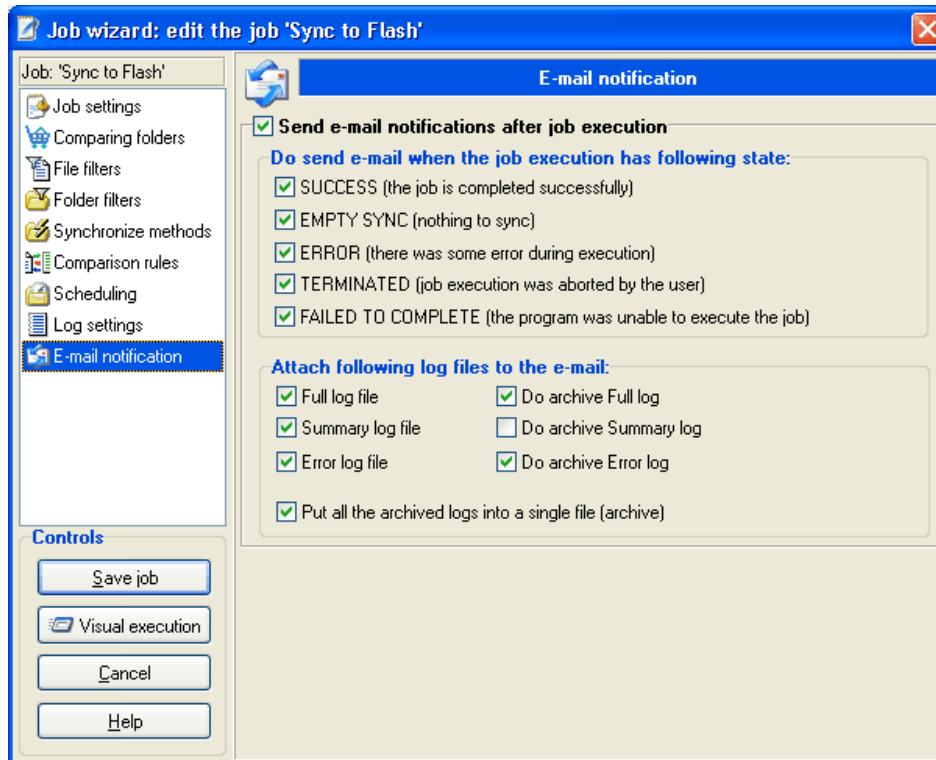 Job wizard: edit the job 'Sync to Flash'
Job: 'Sync to Flash'
Job settings
Comparing folders
File filters
Folder filters
Synchronize methods
Comparison rules
Scheduling
Log settings
E-mail notification
Controls
Save job
Visual execution
Cancel
Help
E-mail notification
Send e-mail notifications after job execution
Do send e-mail when the job execution has following state:
SUCCESS (the job is completed successfully)
EMPTY SYNC (nothing to sync)
ERROR (there was some error during execution)
TERMINATED (job execution was aborted by the user)
FAILED TO COMPLETE (the program was unable to execute the job)
Attach following log files to the e-mail:
Full log file Do archive Full log
Summary log file Do archive Summary log
Error log file Do archive Error log
Put all the archived logs into a single file (archive)